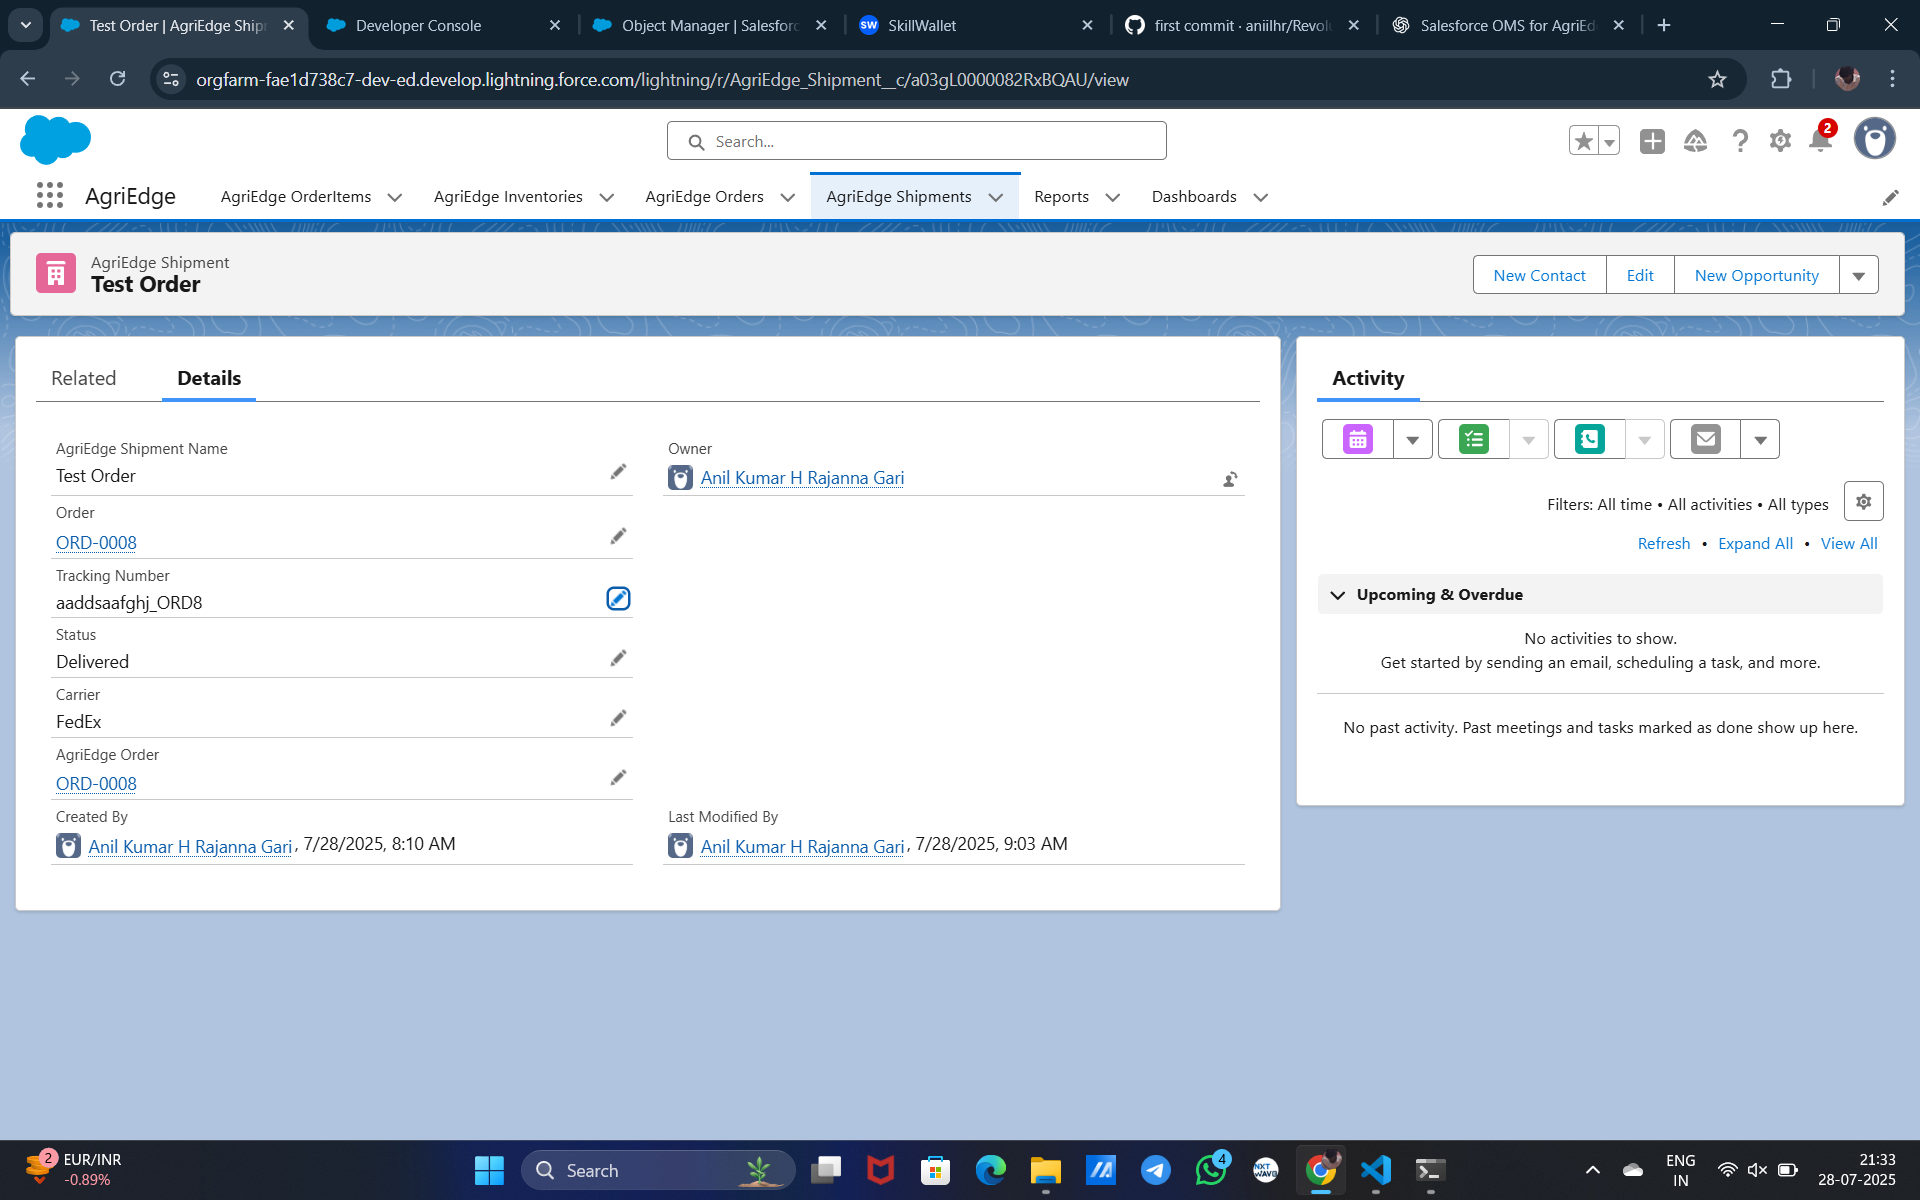 Test Order | AgriEdge Ship
Developer Console
Object Manager | Salesforc
SW SkillWallet
first commit · aniilhr/Revol
Salesforce OMS for AgriEd
orgfarm-fae1d738c7-dev-ed.develop.lightning.force.com/lightning/r/AgriEdge_Shipment__c/a03gL0000082RxBQAU/view
Search...
2
AgriEdge
AgriEdge OrderItems
AgriEdge Inventories
AgriEdge Orders
AgriEdge Shipments
Reports
Dashboards
AgriEdge Shipment
Test Order
New Contact
Edit
New Opportunity
Related
Details
AgriEdge Shipment Name
Test Order
Owner
Anil Kumar H Rajanna Gari
Order
ORD-0008
Tracking Number
aaddsaafghj_ORD8
Status
Delivered
Carrier
FedEx
AgriEdge Order
ORD-0008
Created By
Anil Kumar H Rajanna Gari, 7/28/2025, 8:10 AM
Last Modified By
Anil Kumar H Rajanna Gari, 7/28/2025, 9:03 AM
Activity
Filters: All time • All activities • All types
Refresh • Expand All • View All
Upcoming & Overdue
No activities to show.
Get started by sending an email, scheduling a task, and more.
No past activity. Past meetings and tasks marked as done show up here.
2
EUR/INR
-0.89%
Search
4
NXT
WAVE
ENG
IN
21:33
28-07-2025